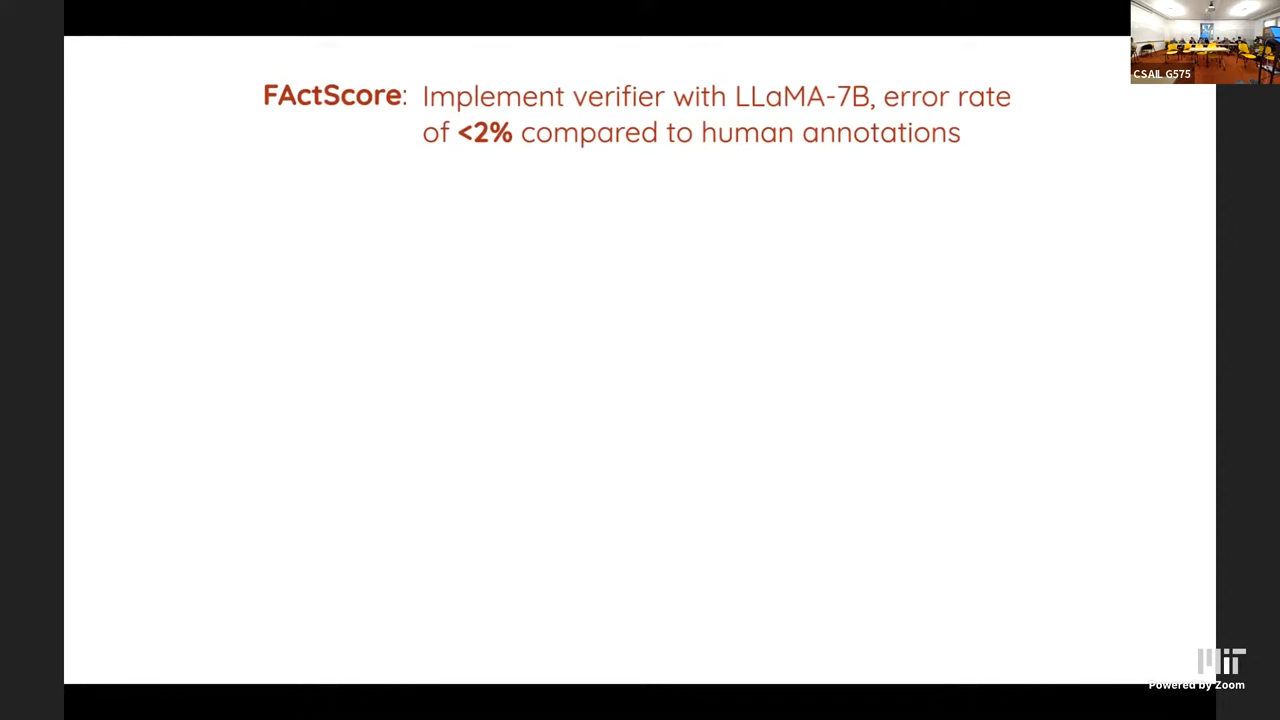 CSAIL G575
FActScore: Implement verifier with LLaMA-7B, error rate
of <2% compared to human annotations
MIT
Powered by Zoom